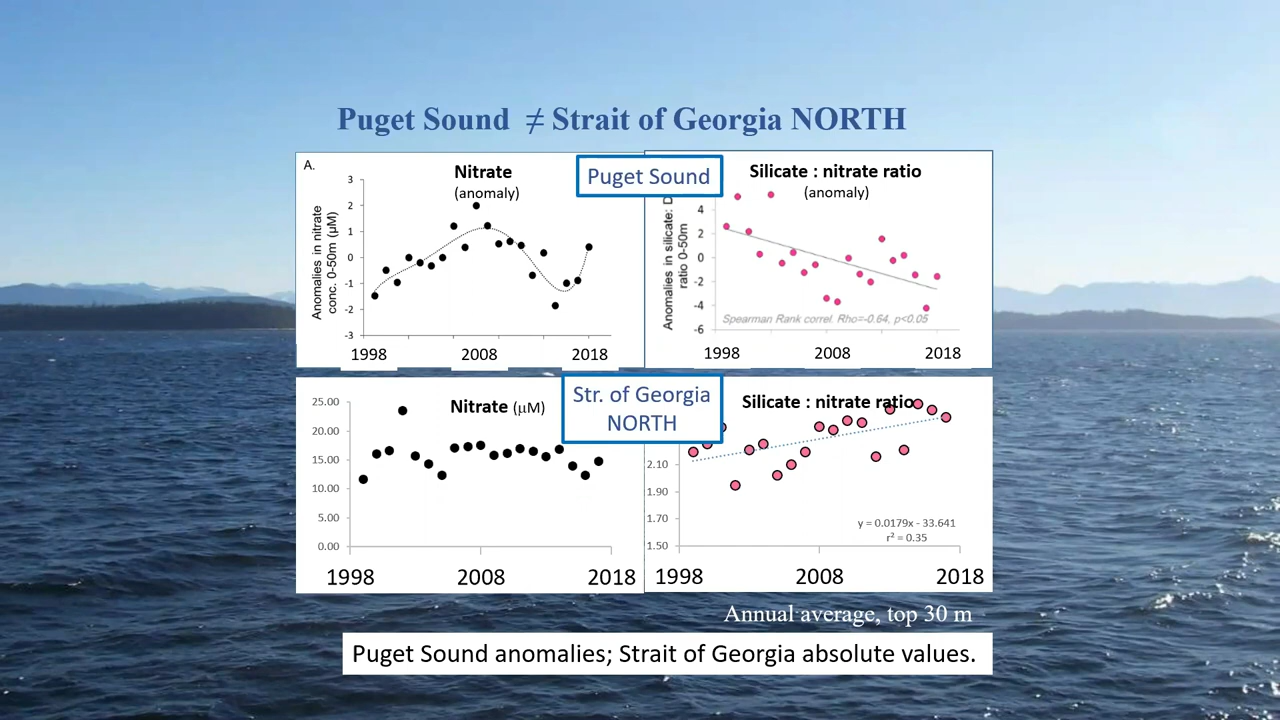 Puget Sound ≠ Strait of Georgia NORTH
A.
Nitrate
(anomaly)
Puget Sound
Silicate : nitrate ratio
(anomaly)
Anomalies in nitrate
conc. 0-50m (µM)
3
2
1
0
-1
-2
-3
1998
2008
2018
Anomalies in silicate:
ratio 0-50m
4
2
0
-2
-4
-6
Spearman Rank correl. Rho=-0.64, p<0.05
1998
2008
2018
Str. of Georgia
NORTH
Nitrate (µM)
25.00
20.00
15.00
10.00
5.00
0.00
1998
2008
2018
Silicate : nitrate ratio
2.10
1.90
1.70
1.50
y = 0.0179x - 33.641
r² = 0.35
1998
2008
2018
Annual average, top 30 m
Puget Sound anomalies; Strait of Georgia absolute values.